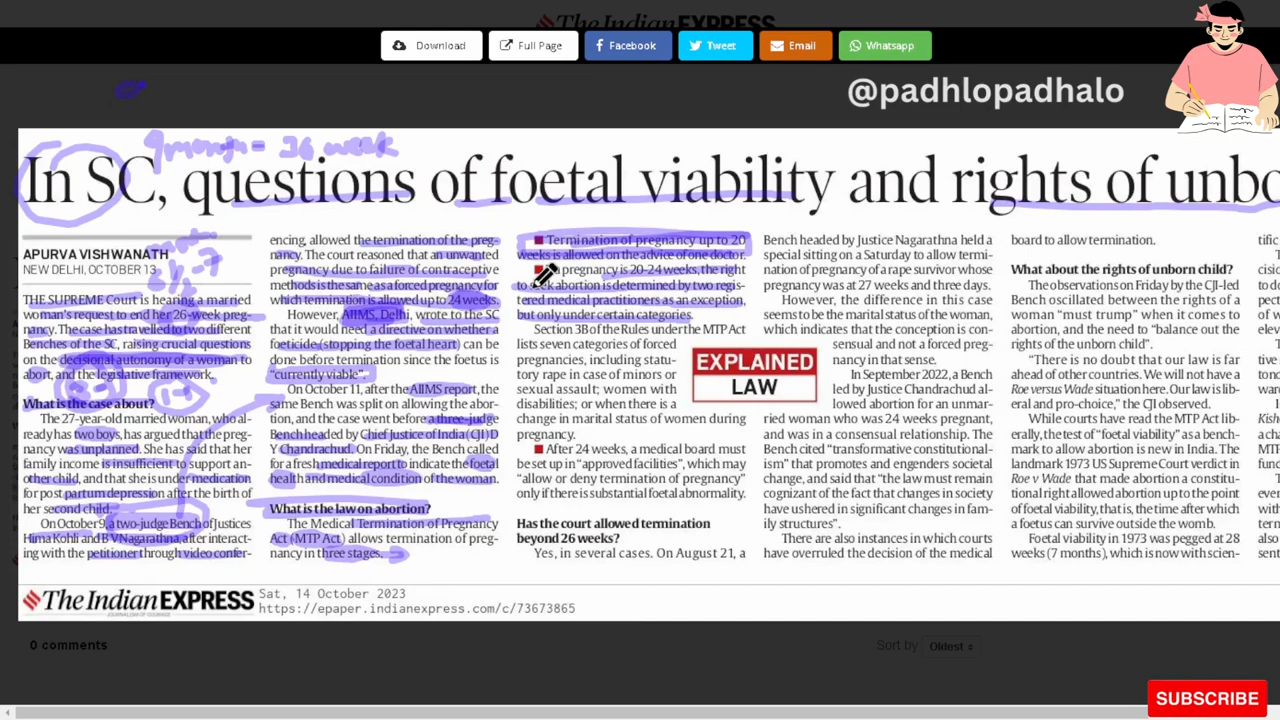 The Indian EXPRESS
Download
Full Page
Facebook
Tweet
Email
Whatsapp
@padhlopadhalo
9 month = 36 week
In SC, questions of foetal viability and rights of unbo
APURVA VISHWANATH
NEW DELHI, OCTOBER 13
THE SUPREME Court is hearing a married
woman's request to end her 26-week preg-
nancy. The case has travelled to two different
Benches of the SC, raising crucial questions
on the decisional autonomy of a woman to
abort, and the legislative framework.
What is the case about?
The 27-year-old married woman, who al-
ready has two boys, has argued that the preg-
nancy was unplanned. She has said that her
family income is insufficient to support an-
other child, and that she is under medication
for post partum depression after the birth of
her second child.
On October 9, a two-judge Bench of Justices
Hima Kohli and B V Nagarathna, after interact-
ing with the petitioner through video confer-
encing, allowed the termination of the preg-
nancy. The court reasoned that an unwanted
pregnancy due to failure of contraceptive
methods is the same as a forced pregnancy for
which termination is allowed up to 24 weeks.
However, AIIMS, Delhi, wrote to the SC
that it would need a directive on whether a
foeticide (stopping the foetal heart) can be
done before termination since the foetus is
"currently viable".
On October 11, after the AIIMS report, the
same Bench was split on allowing the abor-
tion, and the case went before a three-judge
Bench headed by Chief Justice of India (CJI) D
Y Chandrachud. On Friday, the Bench called
for a fresh medical report to indicate the foetal
health and medical condition of the woman.
What is the law on abortion?
The Medical Termination of Pregnancy
Act (MTP Act) allows termination of preg-
nancy in three stages.
Termination of pregnancy up to 20
weeks is allowed on the advice of one doctor.
pregnancy is 20-24 weeks, the right
to seek abortion is determined by two regis-
tered medical practitioners as an exception,
but only under certain categories.
Section 3B of the Rules under the MTP Act
lists seven categories of forced
pregnancies, including statu-
tory rape in case of minors or
sexual assault; women with
disabilities; or when there is a
change in marital status of women during
pregnancy.
After 24 weeks, a medical board must
be set up in "approved facilities", which may
"allow or deny termination of pregnancy"
only if there is substantial foetal abnormality.
Has the court allowed termination
beyond 26 weeks?
Yes, in several cases. On August 21, a
EXPLAINED
LAW
Bench headed by Justice Nagarathna held a
special sitting on a Saturday to allow termi-
nation of pregnancy of a rape survivor whose
pregnancy was at 27 weeks and three days.
However, the difference in this case
seems to be the marital status of the woman,
which indicates that the conception is con-
sensual and not a forced preg-
nancy in that sense.
In September 2022, a Bench
led by Justice Chandrachud al-
lowed abortion for an unmar-
ried woman who was 24 weeks pregnant,
and was in a consensual relationship. The
Bench cited "transformative constitutional-
ism" that promotes and engenders societal
change, and said that "the law must remain
cognizant of the fact that changes in society
have ushered in significant changes in fam-
ily structures".
There are also instances in which courts
have overruled the decision of the medical
board to allow termination.
What about the rights of unborn child?
The observations on Friday by the CJI-led
Bench oscillated between the rights of a
woman "must trump" when it comes to
abortion, and the need to "balance out the
rights of the unborn child".
"There is no doubt that our law is far
ahead of other countries. We will not have a
Roe versus Wade situation here. Our law is lib-
eral and pro-choice," the CJI observed.
While courts have read the MTP Act lib-
erally, the test of "foetal viability" as a bench-
mark to allow abortion is new in India. The
landmark 1973 US Supreme Court verdict in
Roe v Wade that made abortion a constitu-
tional right allowed abortion up to the point
of foetal viability, that is, the time after which
a foetus can survive outside the womb.
Foetal viability in 1973 was pegged at 28
weeks (7 months), which is now with scien-
tific
The Indian EXPRESS
Sat, 14 October 2023
https://epaper.indianexpress.com/c/73673865
0 comments
Sort by
Oldest
SUBSCRIBE